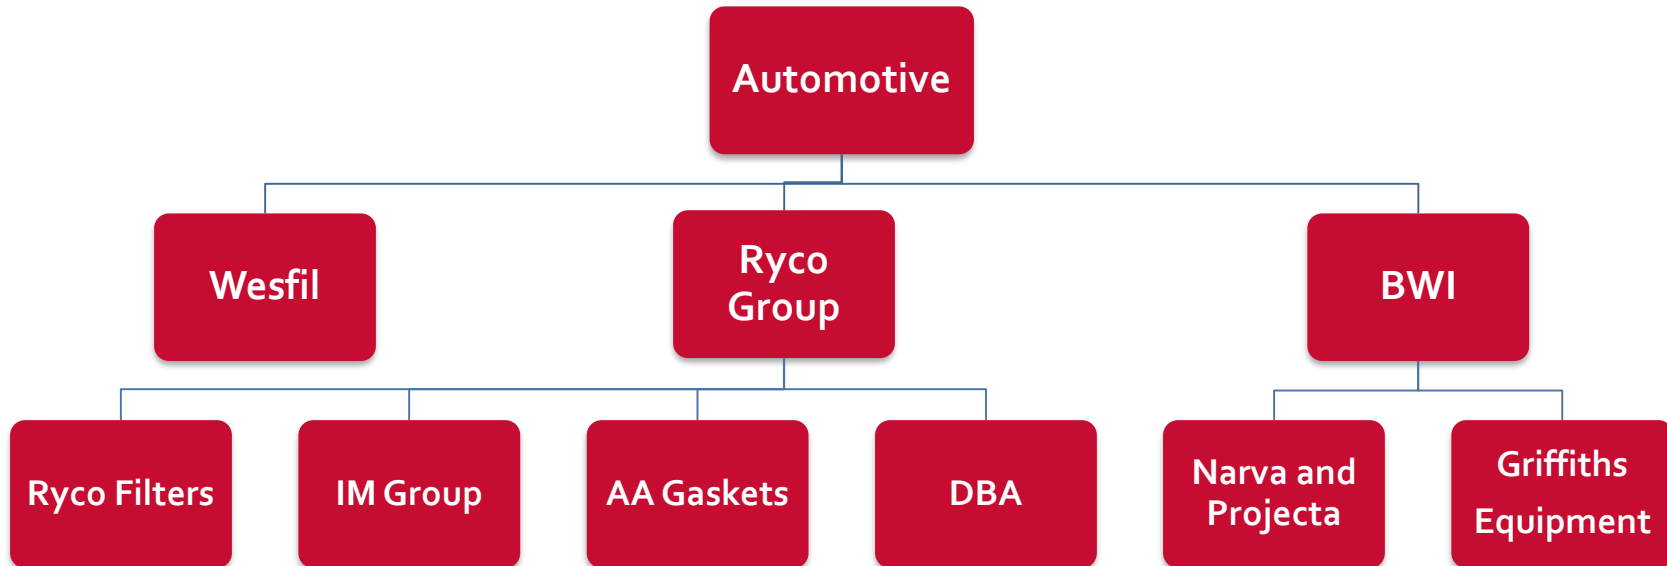 Automotive
Wesfil
Ryco
Group
BWI
Ryco Filters
IM Group
AA Gaskets
DBA
Narva and
Projecta
Griffiths
Equipment